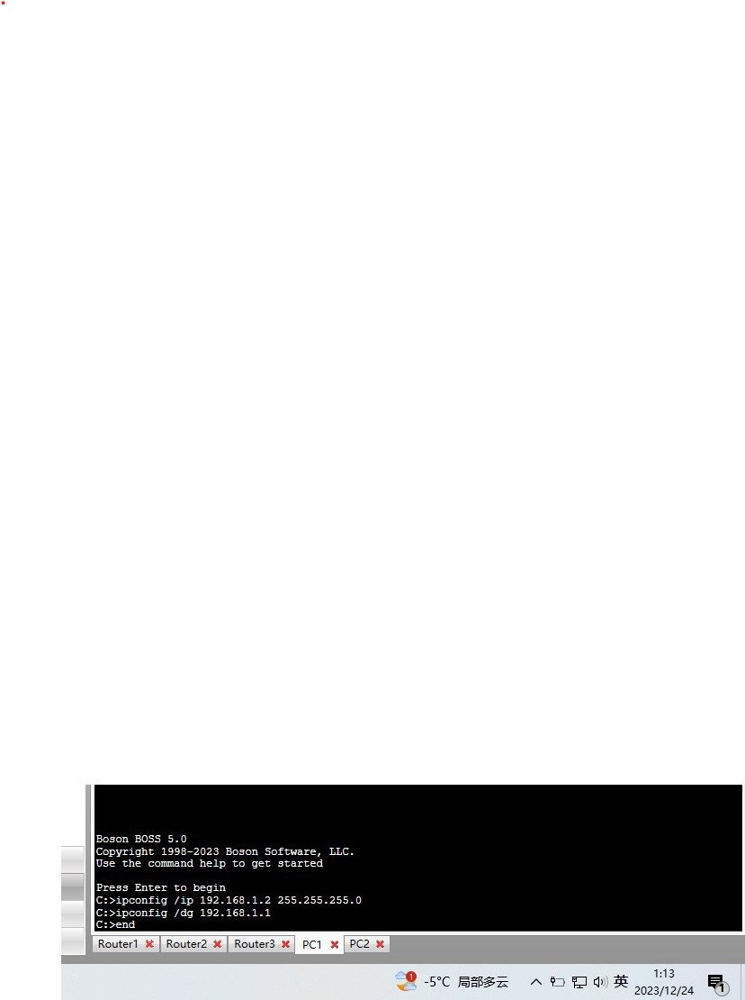 Boson BOSS 5.0
Copyright 1998-2023 Boson Software, LLC.
Use the command help to get started
Press Enter to begin
C:>ipconfig /ip 192.168.1.2 255.255.255.0
C:>ipconfig /dg 192.168.1.1
C:>end
Router1 Router2 Router3 PC1 PC2
1 -5°C 局部多云 英 1:13
2023/12/24 1